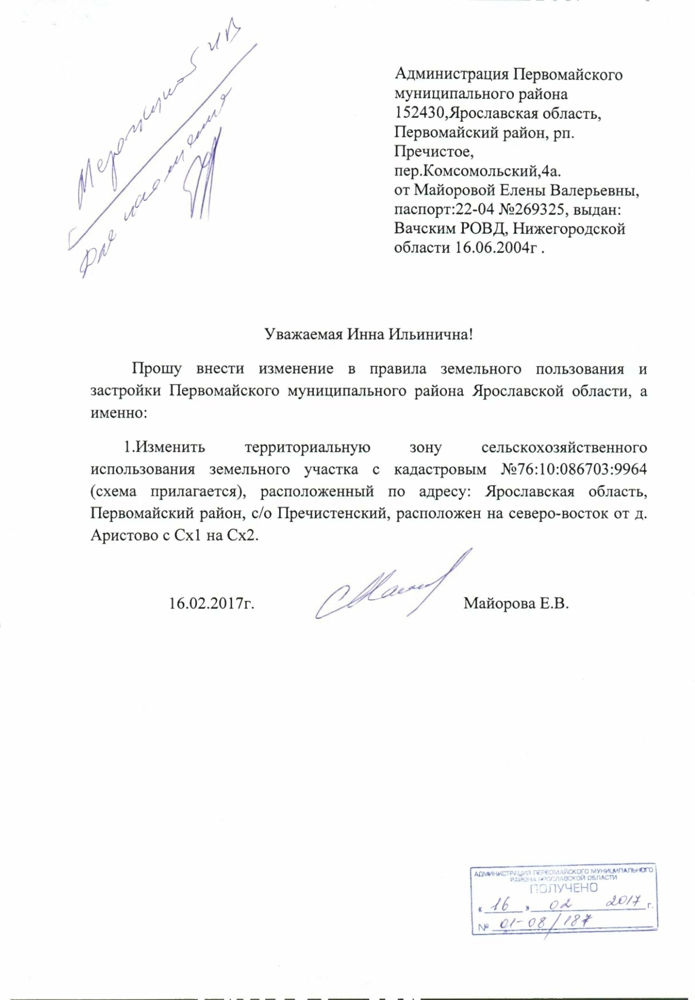 Администрация Первомайского
муниципального района
152430,Ярославская область,
Первомайский район, рп.
Пречистое,
пер.Комсомольский,4а.
от Майоровой Елены Валерьевны,
паспорт:22-04 №269325, выдан:
Вачским РОВД, Нижегородской
области 16.06.2004г .
Уважаемая Инна Ильинична!
Прошу внести изменение в правила земельного пользования и
застройки Первомайского муниципального района Ярославской области, а
именно:
1.Изменить территориальную зону сельскохозяйственного
использования земельного участка с кадастровым №76:10:086703:9964
(схема прилагается), расположенный по адресу: Ярославская область,
Первомайский район, с/о Пречистенский, расположен на северо-восток от д.
Аристово с Сх1 на Сх2.
16.02.2017г. Майорова Е.В.
АДМИНИСТРАЦИЯ ПЕРВОМАЙСКОГО МУНИЦИПАЛЬНОГО
РАЙОНА ЯРОСЛАВСКОЙ ОБЛАСТИ
ПОЛУЧЕНО
« 16 » 02 2017 г.
№ 01-08/187